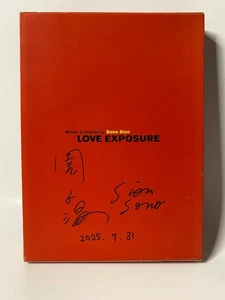 Written & Directed by Sono Sion
LOVE EXPOSURE
園
子
温
Sion
Sono
2025. 7. 31